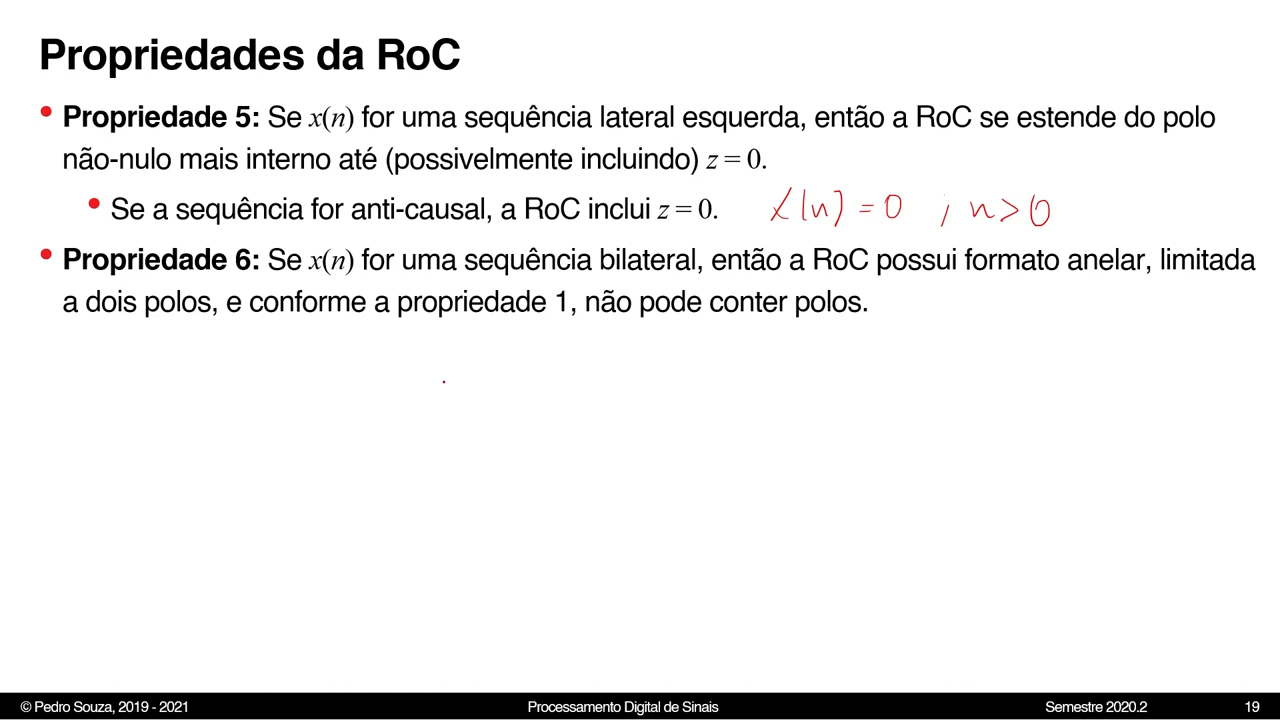 Propriedades da RoC
• Propriedade 5: Se x(n) for uma sequência lateral esquerda, então a RoC se estende do polo
não-nulo mais interno até (possivelmente incluindo) z = 0.
• Se a sequência for anti-causal, a RoC inclui z = 0. x(n) = 0 ; n > 0
• Propriedade 6: Se x(n) for uma sequência bilateral, então a RoC possui formato anelar, limitada
a dois polos, e conforme a propriedade 1, não pode conter polos.
© Pedro Souza, 2019 - 2021 Processamento Digital de Sinais Semestre 2020.2 19